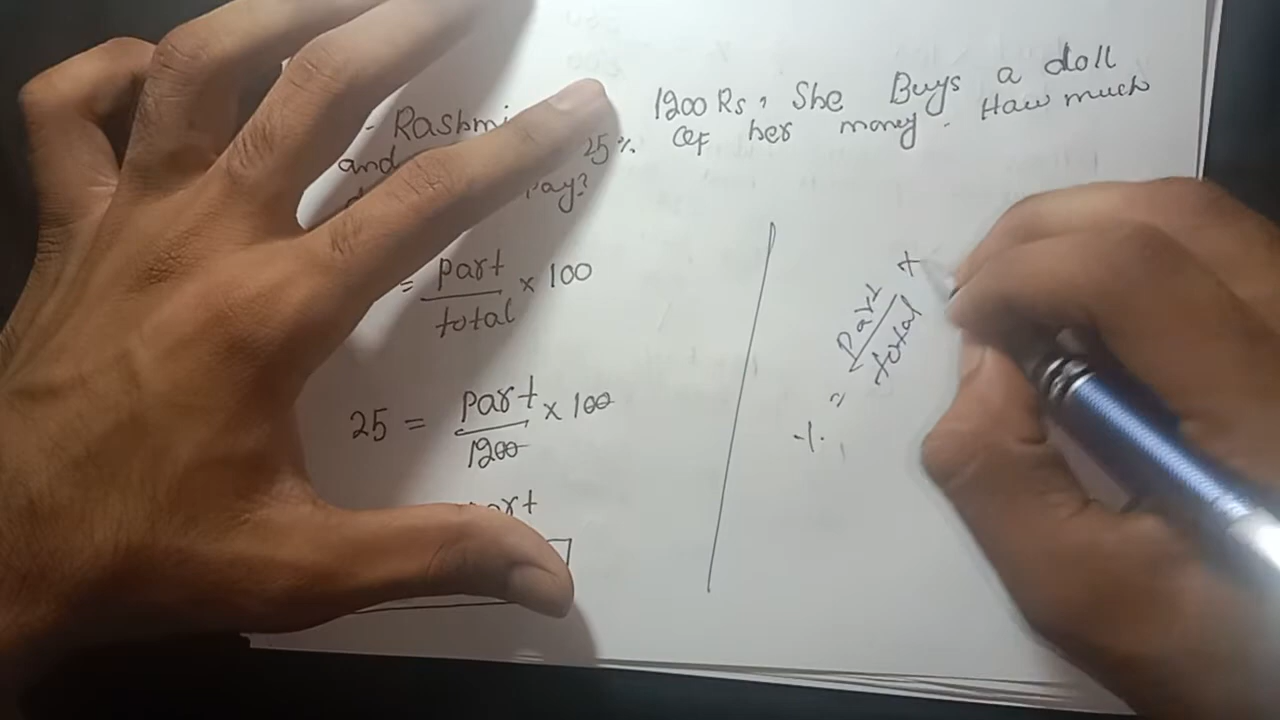 - Rashmi 1200 Rs, She Buys a doll
and 25% OF her money. How much
pay?
= part/total × 100
25 = part/1200 × 100
% = Part/total